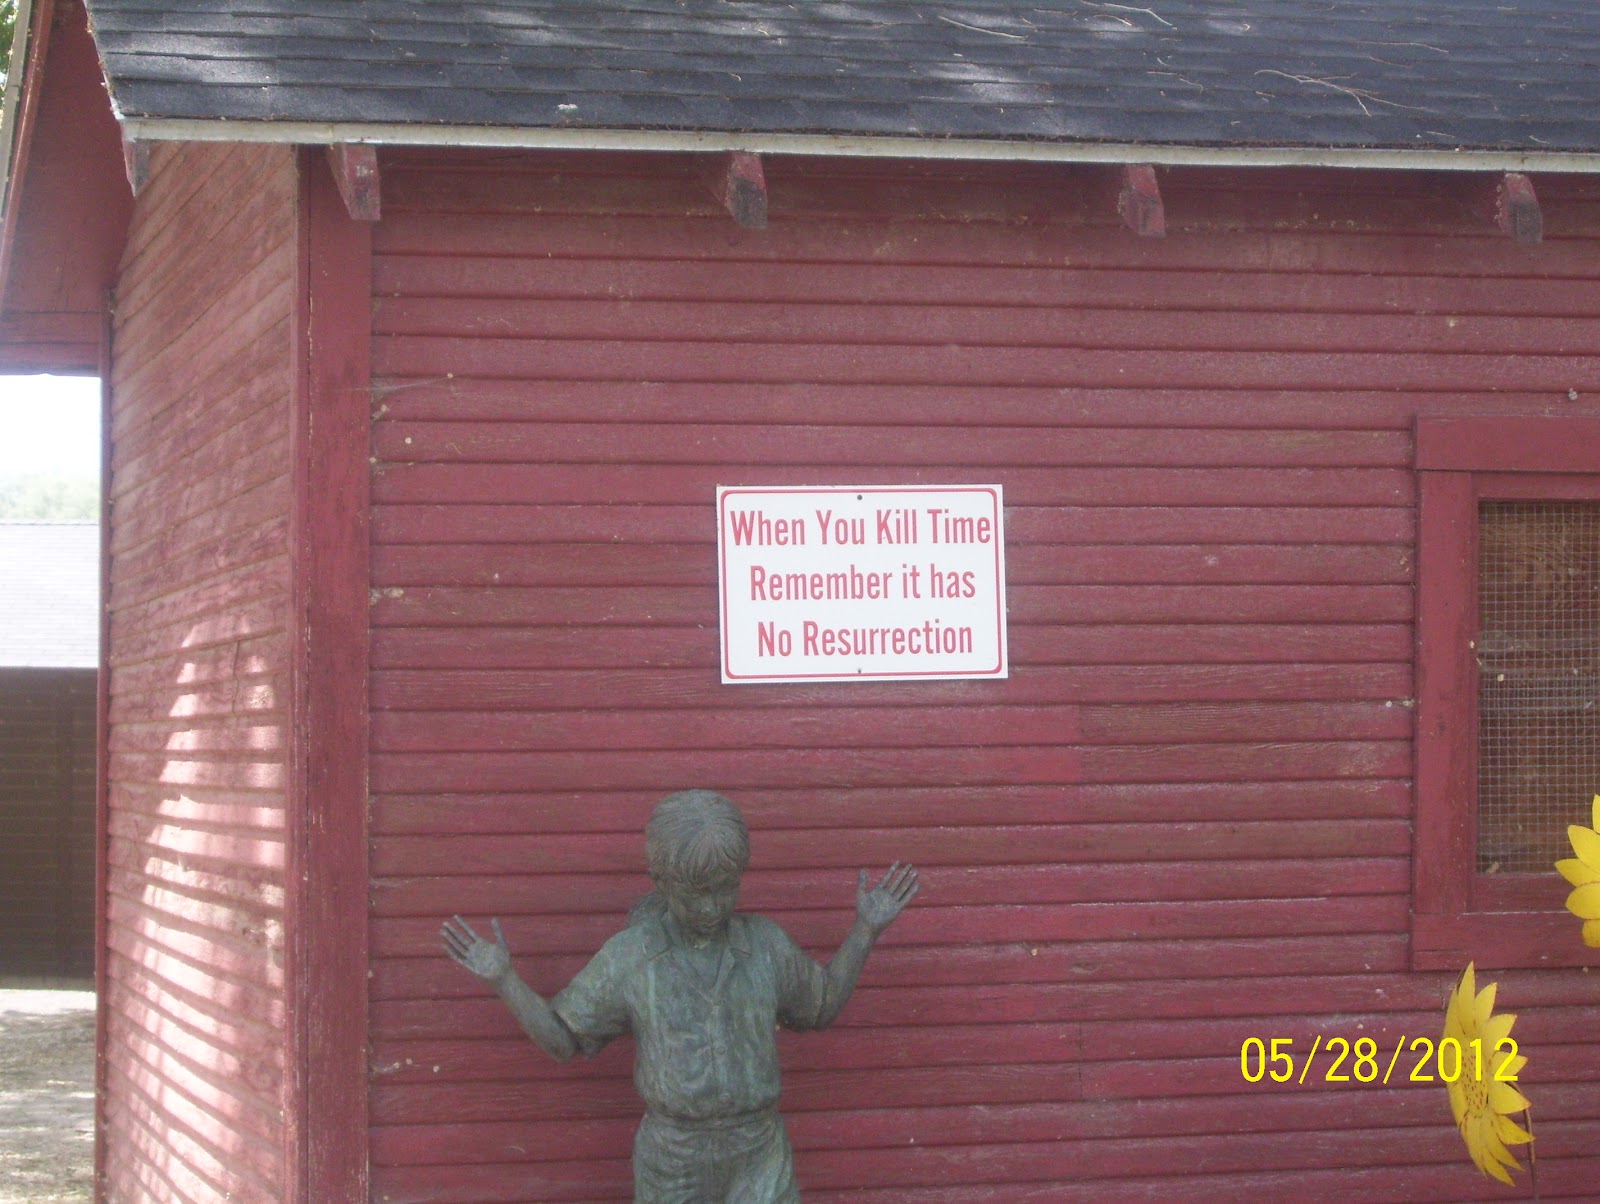 When You Kill Time
Remember it has
No Resurrection
05/28/2012